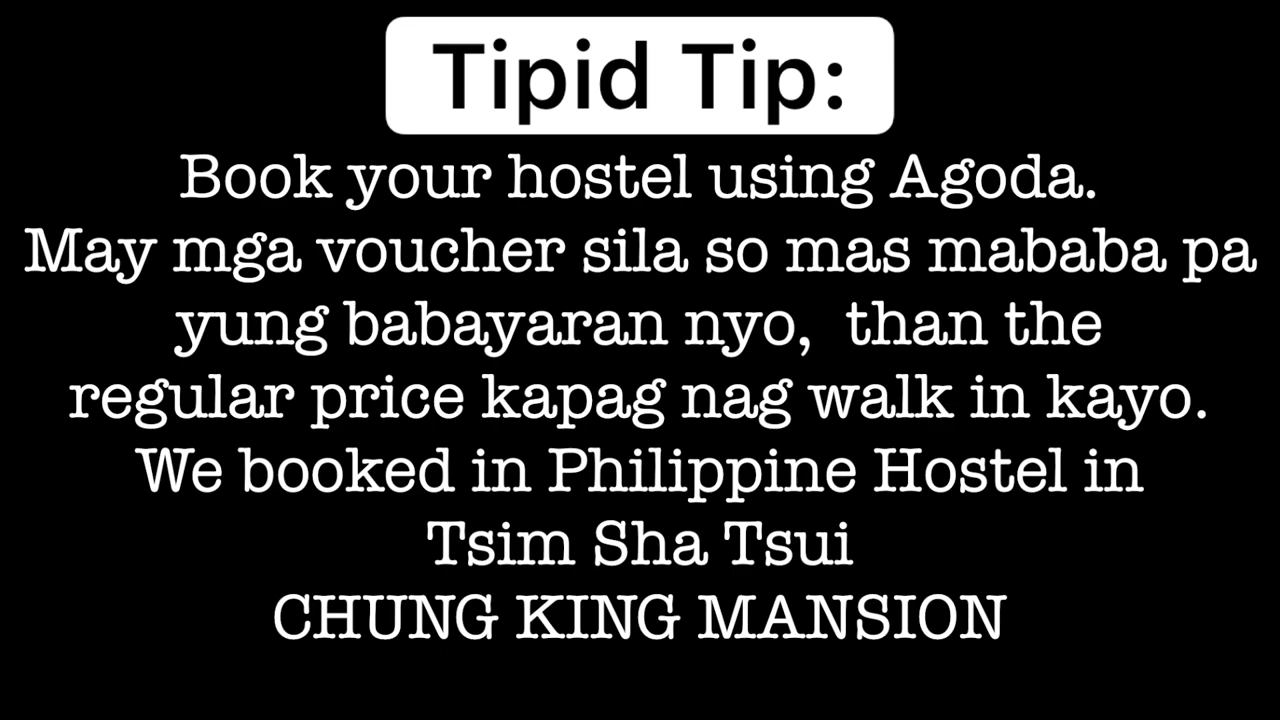 Tipid Tip:
Book your hostel using Agoda.
May mga voucher sila so mas mababa pa
yung babayaran nyo,  than the
regular price kapag nag walk in kayo.
We booked in Philippine Hostel in
Tsim Sha Tsui
CHUNG KING MANSION